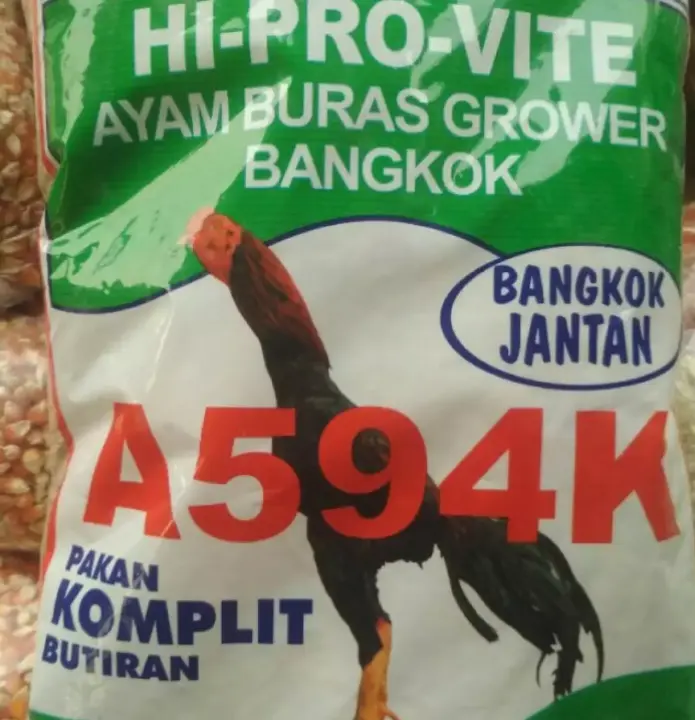 HI-PRO-VITE
AYAM BURAS GROWER
BANGKOK
BANGKOK
JANTAN
A594K
PAKAN
KOMPLIT
BUTIRAN